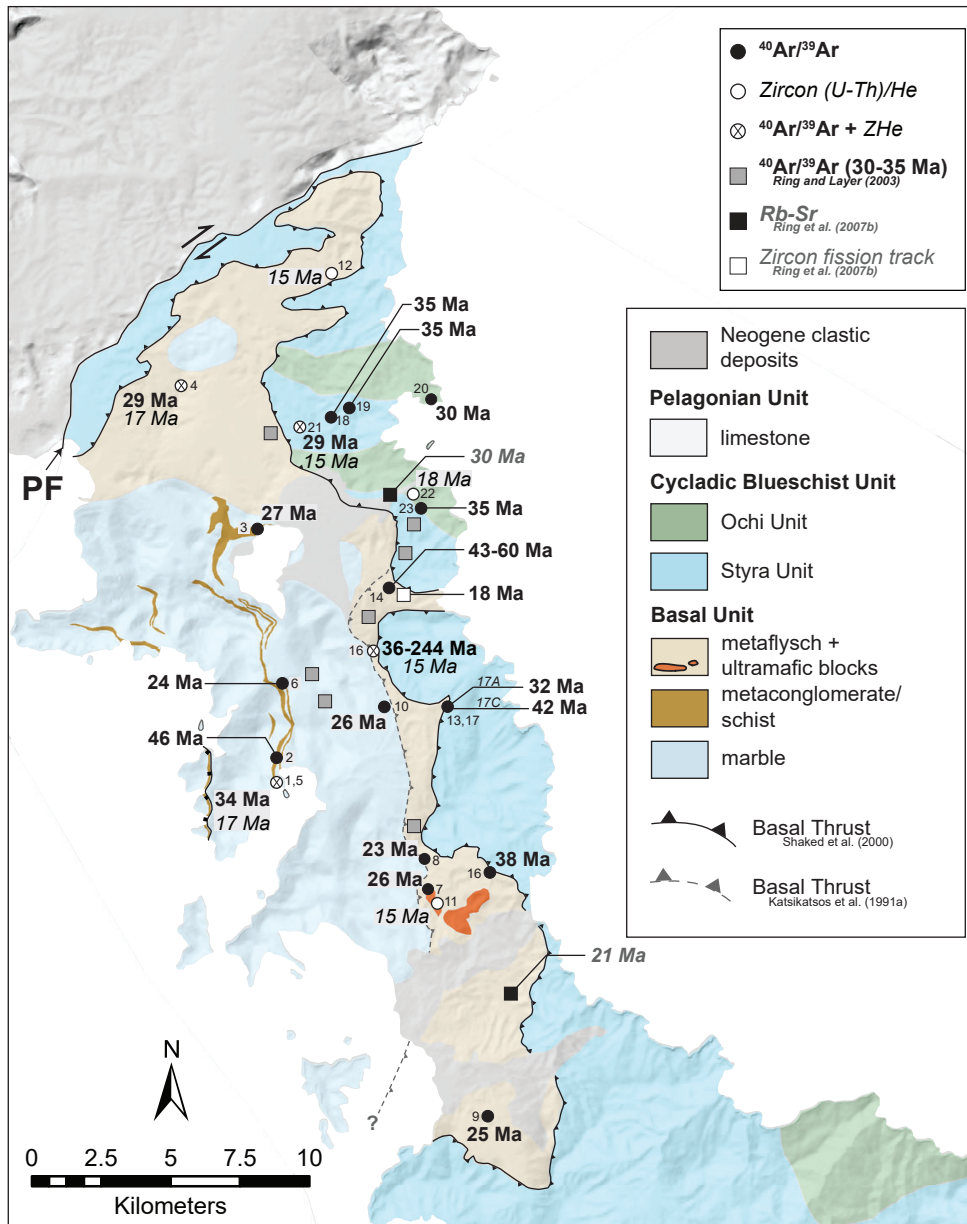 ⁴⁰Ar/³⁹Ar
Zircon (U-Th)/He
⁴⁰Ar/³⁹Ar + ZHe
⁴⁰Ar/³⁹Ar (30-35 Ma)
Ring and Layer (2003)
Rb-Sr
Ring et al. (2007b)
Zircon fission track
Ring et al. (2007b)
Neogene clastic
deposits
Pelagonian Unit
limestone
Cycladic Blueschist Unit
Ochi Unit
Styra Unit
Basal Unit
metaflysch +
ultramafic blocks
metaconglomerate/
schist
marble
Basal Thrust
Shaked et al. (2000)
Basal Thrust
Katsikatsos et al. (1991a)
15 Ma
12
35 Ma
35 Ma
4
29 Ma
17 Ma
19
18
20
30 Ma
21
29 Ma
15 Ma
PF
30 Ma
18 Ma
22
23
35 Ma
27 Ma
3
43-60 Ma
14
18 Ma
16
36-244 Ma
15 Ma
24 Ma
6
17A
32 Ma
17C
42 Ma
13,17
10
26 Ma
46 Ma
2
1,5
34 Ma
17 Ma
23 Ma
8
38 Ma
16
26 Ma
7
11
15 Ma
21 Ma
N
?
9
25 Ma
0 2.5 5 7.5 10
Kilometers